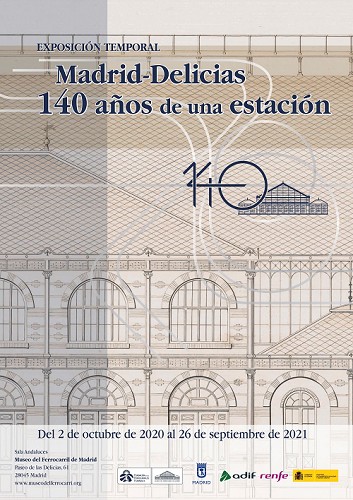 EXPOSICIÓN TEMPORAL
Madrid-Delicias
140 años de una estación
140
Del 2 de octubre de 2020 al 26 de septiembre de 2021
Sala Andaluces
Museo del Ferrocarril de Madrid
Paseo de las Delicias, 61
28045 Madrid
www.museodelferrocarril.org
MADRID
adif renfe